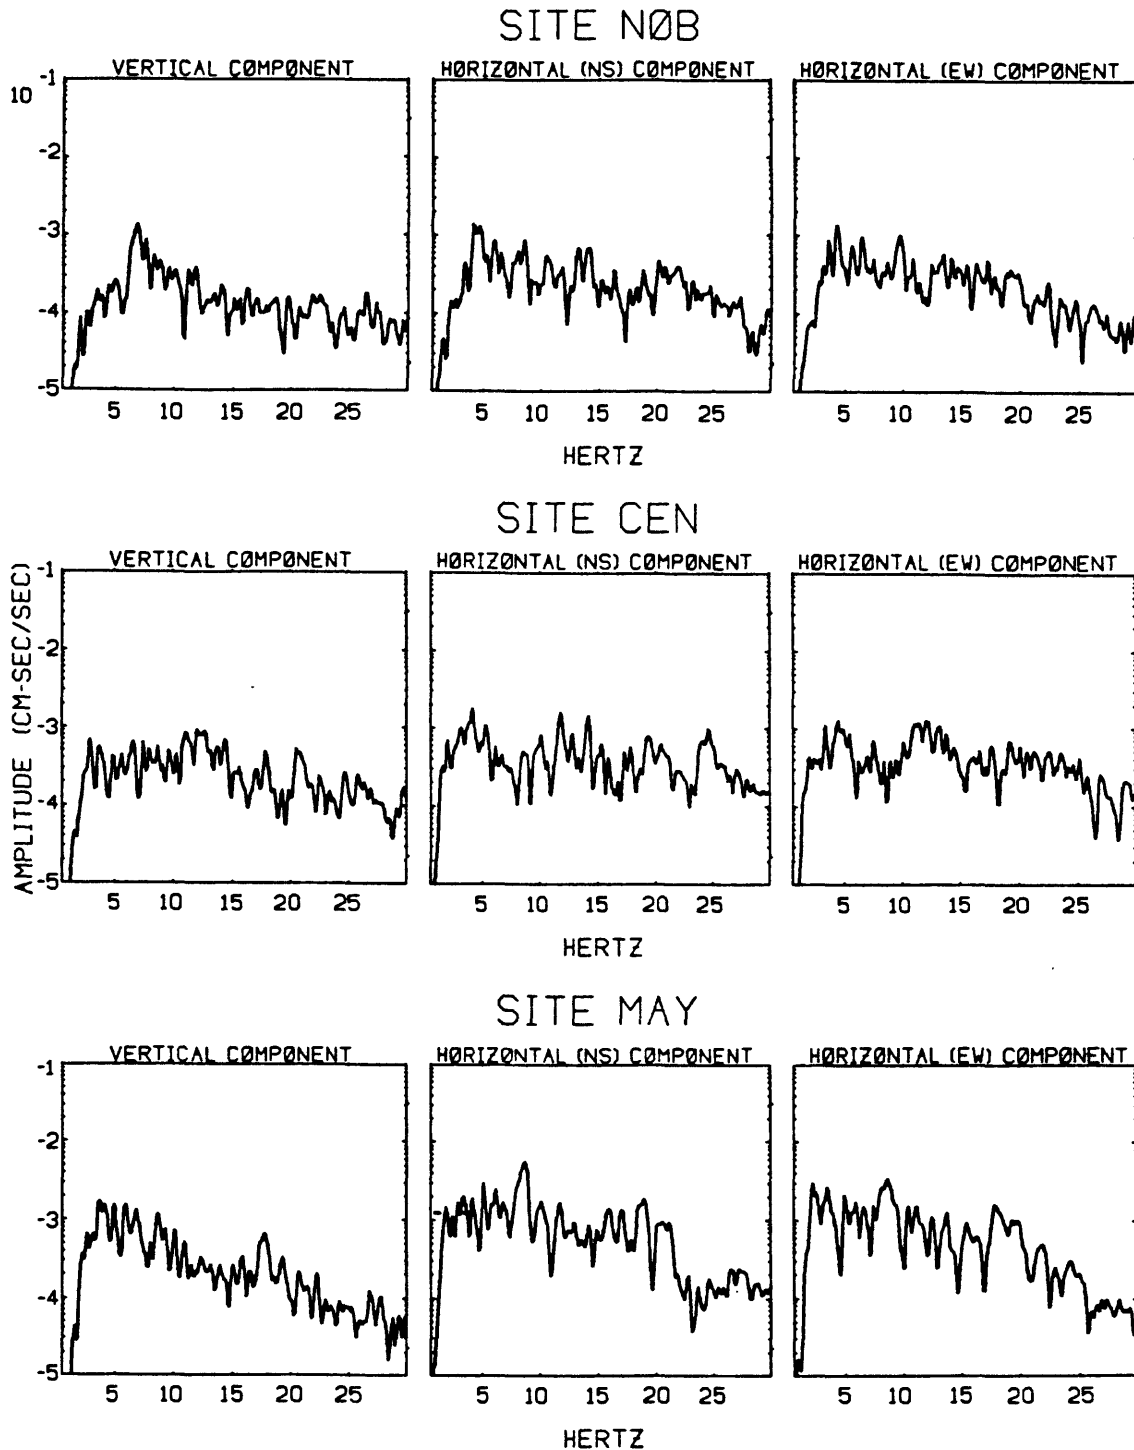 SITE NØB
VERTICAL CØMPØNENT HØRIZØNTAL (NS) CØMPØNENT HØRIZØNTAL (EW) CØMPØNENT
10 -1
-2
-3
-4
-5
5 10 15 20 25 5 10 15 20 25 5 10 15 20 25
HERTZ
SITE CEN
VERTICAL CØMPØNENT HØRIZØNTAL (NS) CØMPØNENT HØRIZØNTAL (EW) CØMPØNENT
AMPLITUDE (CM-SEC/SEC)
-1
-2
-3
-4
-5
5 10 15 20 25 5 10 15 20 25 5 10 15 20 25
HERTZ
SITE MAY
VERTICAL CØMPØNENT HØRIZØNTAL (NS) CØMPØNENT HØRIZØNTAL (EW) CØMPØNENT
-1
-2
-3
-4
-5
5 10 15 20 25 5 10 15 20 25 5 10 15 20 25
HERTZ